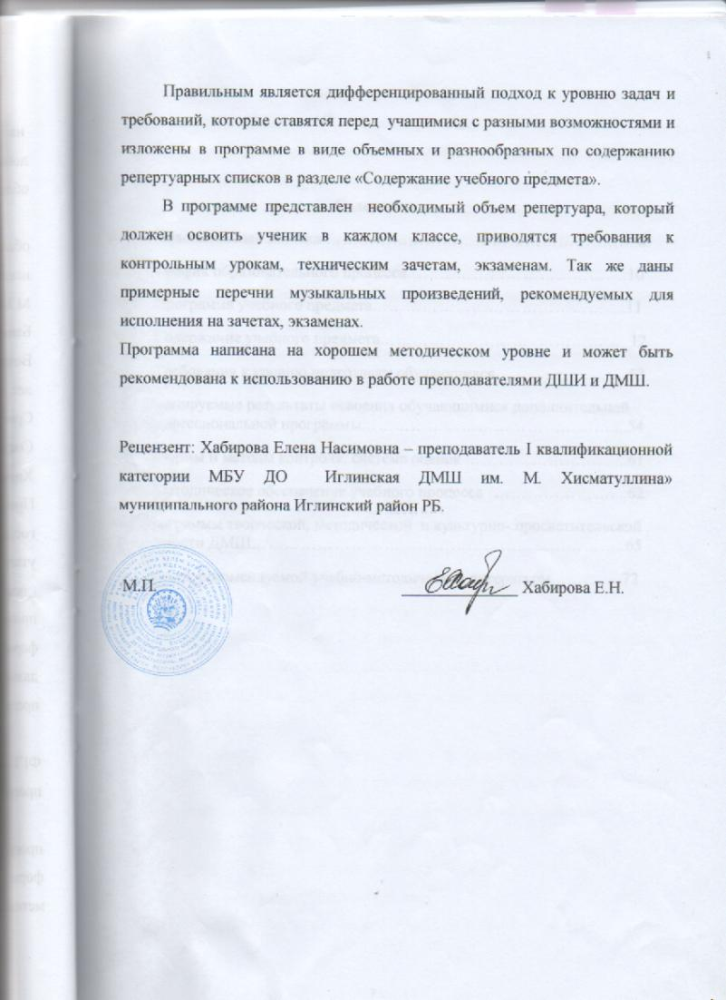 Правильным является дифференцированный подход к уровню задач и
требований, которые ставятся перед учащимися с разными возможностями и
изложены в программе в виде объемных и разнообразных по содержанию
репертуарных списков в разделе «Содержание учебного предмета».
В программе представлен необходимый объем репертуара, который
должен освоить ученик в каждом классе, приводятся требования к
контрольным урокам, техническим зачетам, экзаменам. Так же даны
примерные перечни музыкальных произведений, рекомендуемых для
исполнения на зачетах, экзаменах.
Программа написана на хорошем методическом уровне и может быть
рекомендована к использованию в работе преподавателями ДШИ и ДМШ.
Рецензент: Хабирова Елена Насимовна – преподаватель I квалификационной
категории МБУ ДО Иглинская ДМШ им. М. Хисматуллина»
муниципального района Иглинский район РБ.
М.П. Хабирова Е.Н.